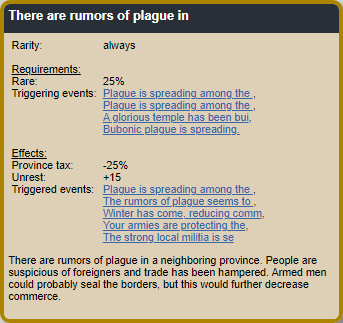 There are rumors of plague in
Rarity: always
Requirements:
Rare: 25%
Triggering events: Plague is spreading among the ,
Plague is spreading among the ,
A glorious temple has been bui,
Bubonic plague is spreading.
Effects:
Province tax: -25%
Unrest: +15
Triggered events: Plague is spreading among the ,
The rumors of plague seems to ,
Winter has come, reducing comm,
Your armies are protecting the,
The strong local militia is se
There are rumors of plague in a neighboring province. People are
suspicious of foreigners and trade has been hampered. Armed men
could probably seal the borders, but this would further decrease
commerce.